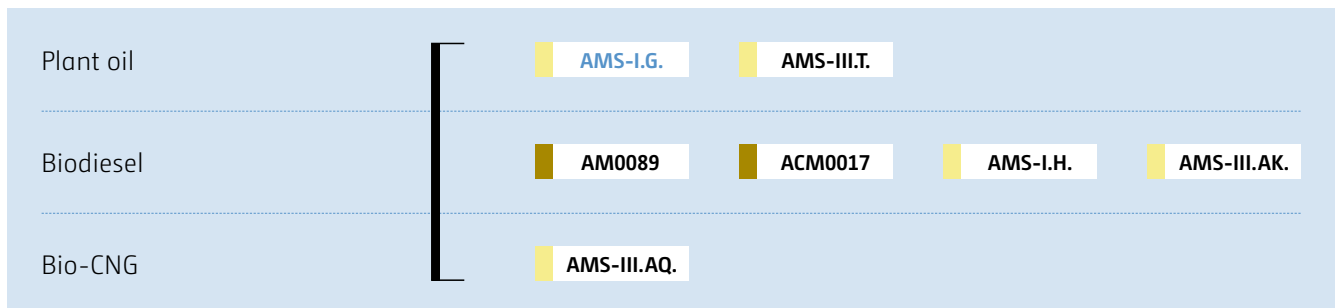 Plant oil AMS-I.G. AMS-III.T.
Biodiesel AM0089 ACM0017 AMS-I.H. AMS-III.AK.
Bio-CNG AMS-III.AQ.